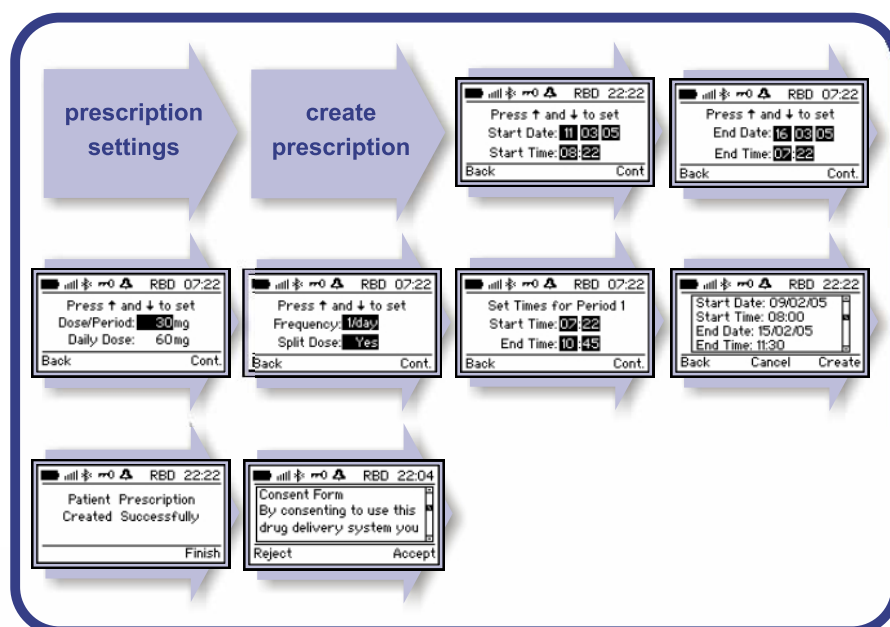 prescription
settings
create
prescription
RBD 22:22
Press ↑ and ↓ to set
Start Date: 11 03 05
Start Time: 08:22
Back Cont
RBD 07:22
Press ↑ and ↓ to set
End Date: 16 03 05
End Time: 07:22
Back Cont.
RBD 07:22
Press ↑ and ↓ to set
Dose/Period: 30mg
Daily Dose: 60mg
Back Cont.
RBD 07:22
Press ↑ and ↓ to set
Frequency: 1/day
Split Dose: Yes
Back Cont.
RBD 07:22
Set Times for Period 1
Start Time: 07:22
End Time: 10:45
Back Cont.
RBD 22:22
Start Date: 09/02/05
Start Time: 08:00
End Date: 15/02/05
End Time: 11:30
Back Cancel Create
RBD 22:22
Patient Prescription
Created Successfully
Finish
RBD 22:04
Consent Form
By consenting to use this
drug delivery system you
Reject Accept